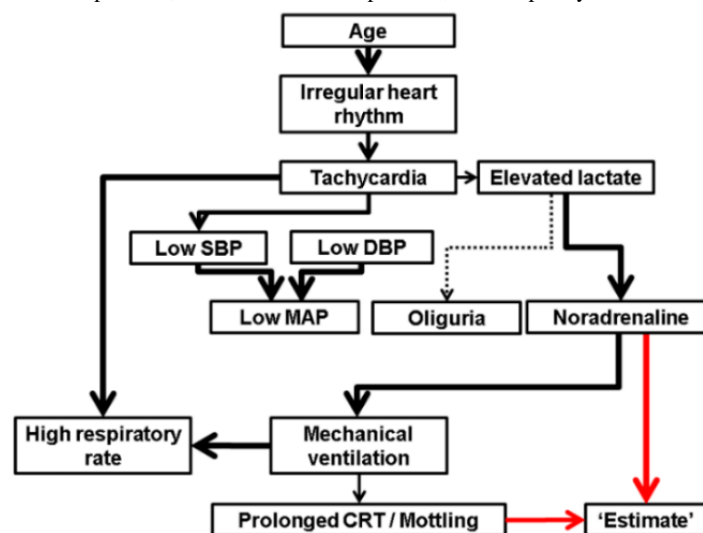 Age
Irregular heart
rhythm
Tachycardia
Elevated lactate
Low SBP
Low DBP
Low MAP
Oliguria
Noradrenaline
High respiratory
rate
Mechanical
ventilation
Prolonged CRT / Mottling
'Estimate'